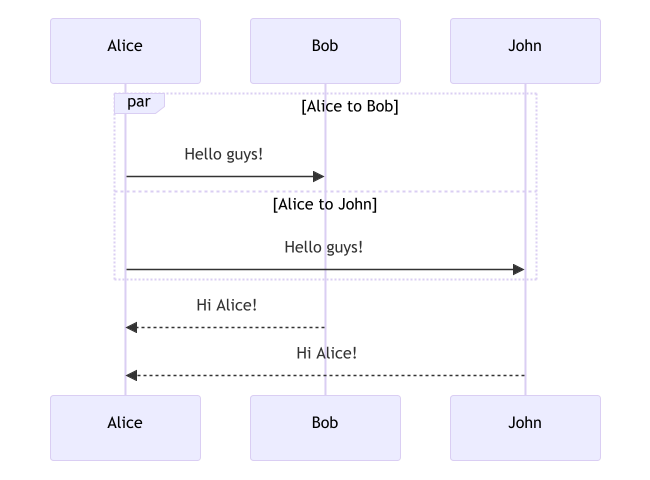 Alice
Bob
John
par
[Alice to Bob]
Hello guys!
[Alice to John]
Hello guys!
Hi Alice!
Hi Alice!
Alice
Bob
John